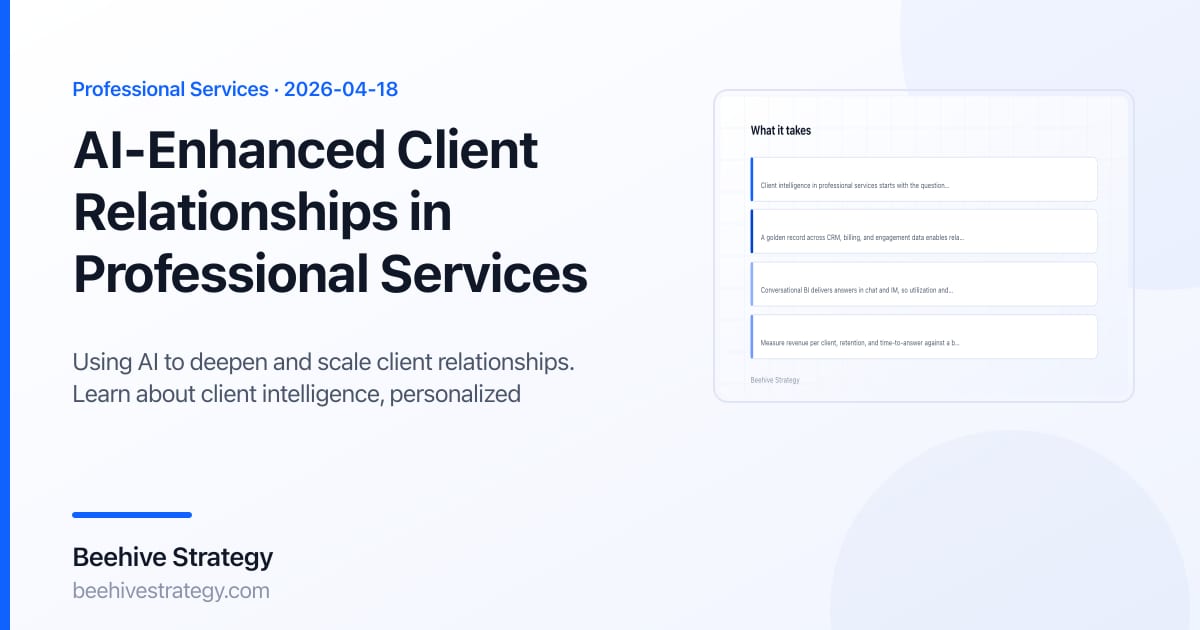 Professional Services · 2026-04-18
AI-Enhanced Client
Relationships in
Professional Services
Using AI to deepen and scale client relationships.
Learn about client intelligence, personalized
Beehive Strategy
beehivestrategy.com
What it takes
Client intelligence in professional services starts with the question...
A golden record across CRM, billing, and engagement data enables rela...
Conversational BI delivers answers in chat and IM, so utilization and...
Measure revenue per client, retention, and time-to-answer against a b...
Beehive Strategy